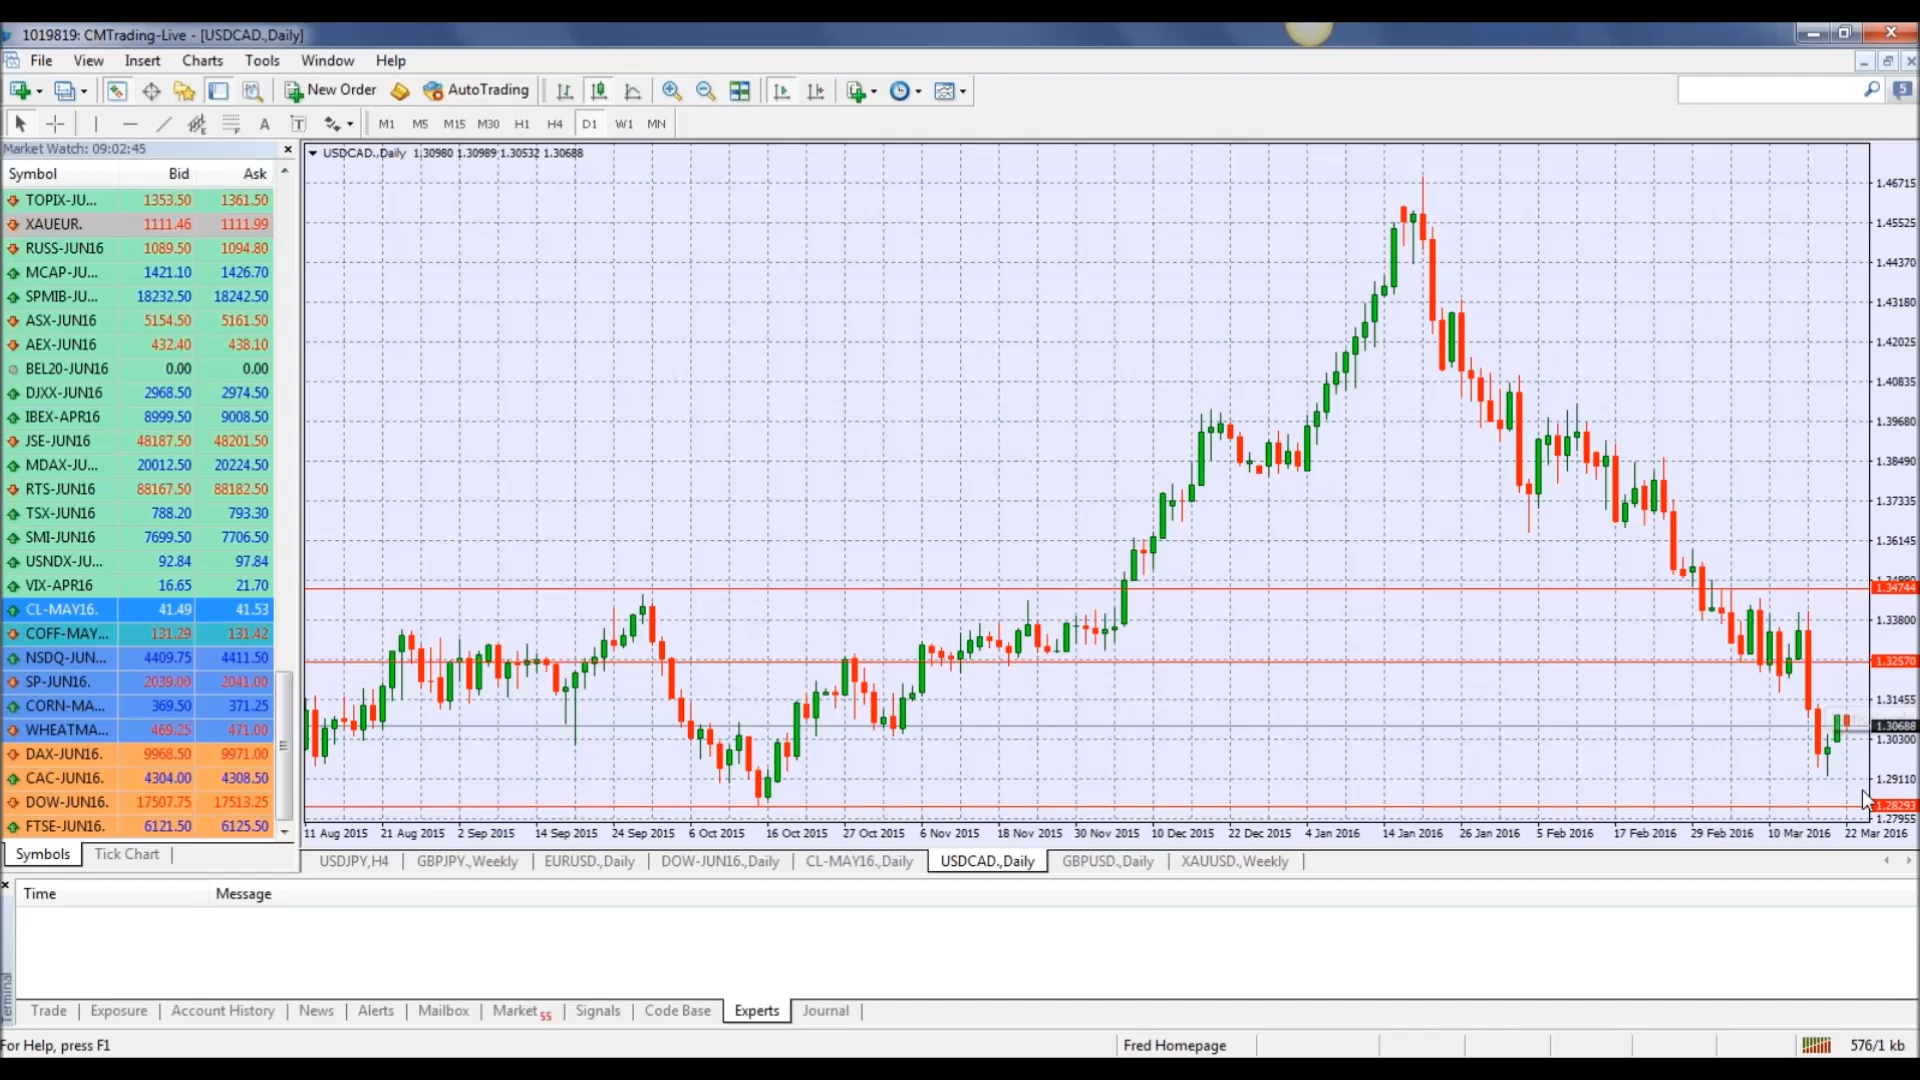 1019819: CMTrading-Live - [USDCAD.,Daily]
File View Insert Charts Tools Window Help
New Order AutoTrading 5
A T M1 M5 M15 M30 H1 H4 D1 W1 MN
Market Watch: 09:02:45
Symbol Bid Ask
TOPIX-JU... 1353.50 1361.50
XAUEUR. 1111.46 1111.99
RUSS-JUN16 1089.50 1094.80
MCAP-JU... 1421.10 1426.70
SPMIB-JU... 18232.50 18242.50
ASX-JUN16 5154.50 5161.50
AEX-JUN16 432.40 438.10
BEL20-JUN16 0.00 0.00
DJXX-JUN16 2968.50 2974.50
IBEX-APR16 8999.50 9008.50
JSE-JUN16 48187.50 48201.50
MDAX-JU... 20012.50 20224.50
RTS-JUN16 88167.50 88182.50
TSX-JUN16 788.20 793.30
SMI-JUN16 7699.50 7706.50
USNDX-JU... 92.84 97.84
VIX-APR16 16.65 21.70
CL-MAY16. 41.49 41.53
COFF-MAY... 131.29 131.42
NSDQ-JUN... 4409.75 4411.50
SP-JUN16. 2039.00 2041.00
CORN-MA... 369.50 371.25
WHEATMA... 469.25 471.00
DAX-JUN16. 9968.50 9971.00
CAC-JUN16. 4304.00 4308.50
DOW-JUN16. 17507.75 17513.25
FTSE-JUN16. 6121.50 6125.50
Symbols Tick Chart
USDCAD.,Daily 1.30980 1.30989 1.30532 1.30688
1.46715
1.45525
1.44370
1.43180
1.42025
1.40835
1.39680
1.38490
1.37335
1.36145
1.34990
1.34744
1.33800
1.32570
1.31455
1.30688
1.30300
1.29110
1.28293
1.27955
11 Aug 2015 21 Aug 2015 2 Sep 2015 14 Sep 2015 24 Sep 2015 6 Oct 2015 16 Oct 2015 27 Oct 2015 6 Nov 2015 18 Nov 2015 30 Nov 2015 10 Dec 2015 22 Dec 2015 4 Jan 2016 14 Jan 2016 26 Jan 2016 5 Feb 2016 17 Feb 2016 29 Feb 2016 10 Mar 2016 22 Mar 2016
USDJPY,H4 GBPJPY.,Weekly EURUSD.,Daily DOW-JUN16.,Daily CL-MAY16.,Daily USDCAD.,Daily GBPUSD.,Daily XAUUSD.,Weekly
Time Message
Terminal
Trade Exposure Account History News Alerts Mailbox Market 55 Signals Code Base Experts Journal
For Help, press F1 Fred Homepage 576/1 kb